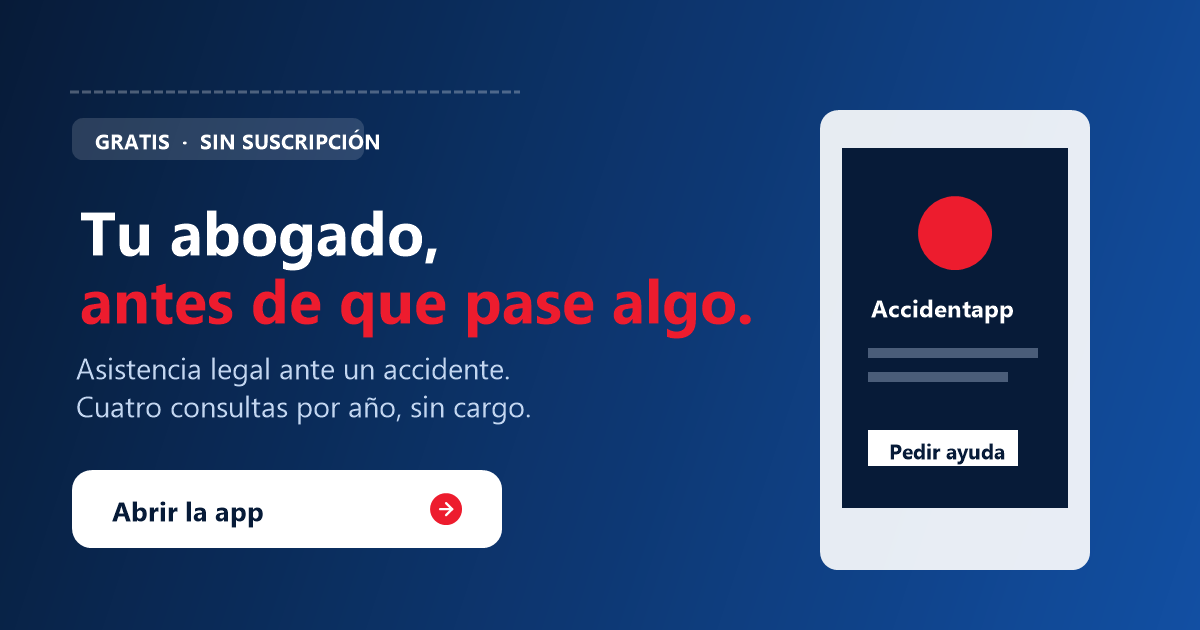 GRATIS · SIN SUSCRIPCIÓN
Tu abogado,
antes de que pase algo.
Asistencia legal ante un accidente.
Cuatro consultas por año, sin cargo.
Abrir la app
Accidentapp
Pedir ayuda